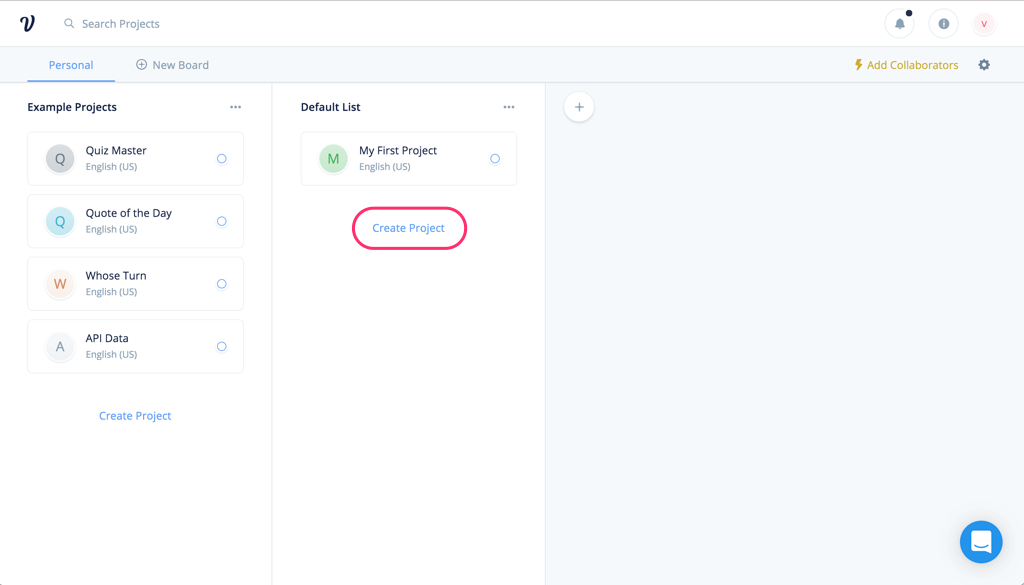 Search Projects
V
Personal
New Board
Add Collaborators
Example Projects
Q
Quiz Master
English (US)
Q
Quote of the Day
English (US)
W
Whose Turn
English (US)
A
API Data
English (US)
Create Project
Default List
M
My First Project
English (US)
Create Project